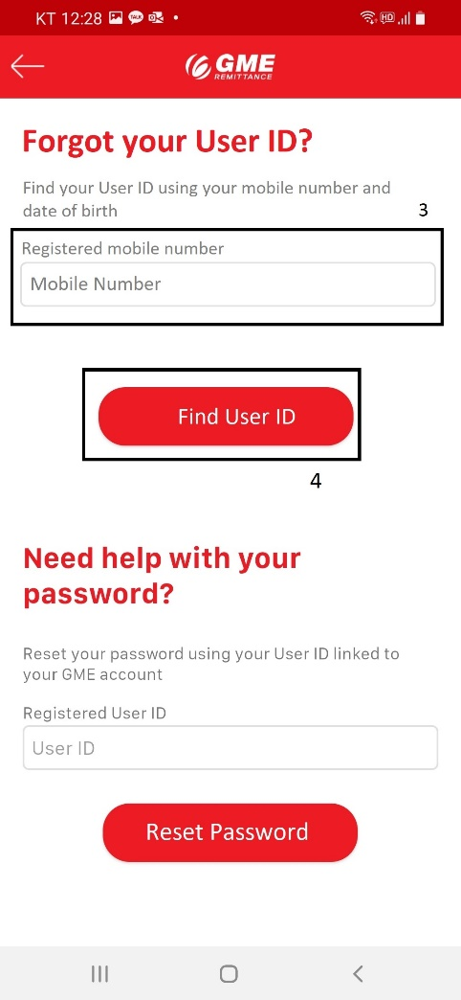 KT 12:28 TALK HD
GME
REMITTANCE
Forgot your User ID?
Find your User ID using your mobile number and
date of birth
3
Registered mobile number
Mobile Number
Find User ID
4
Need help with your
password?
Reset your password using your User ID linked to
your GME account
Registered User ID
User ID
Reset Password